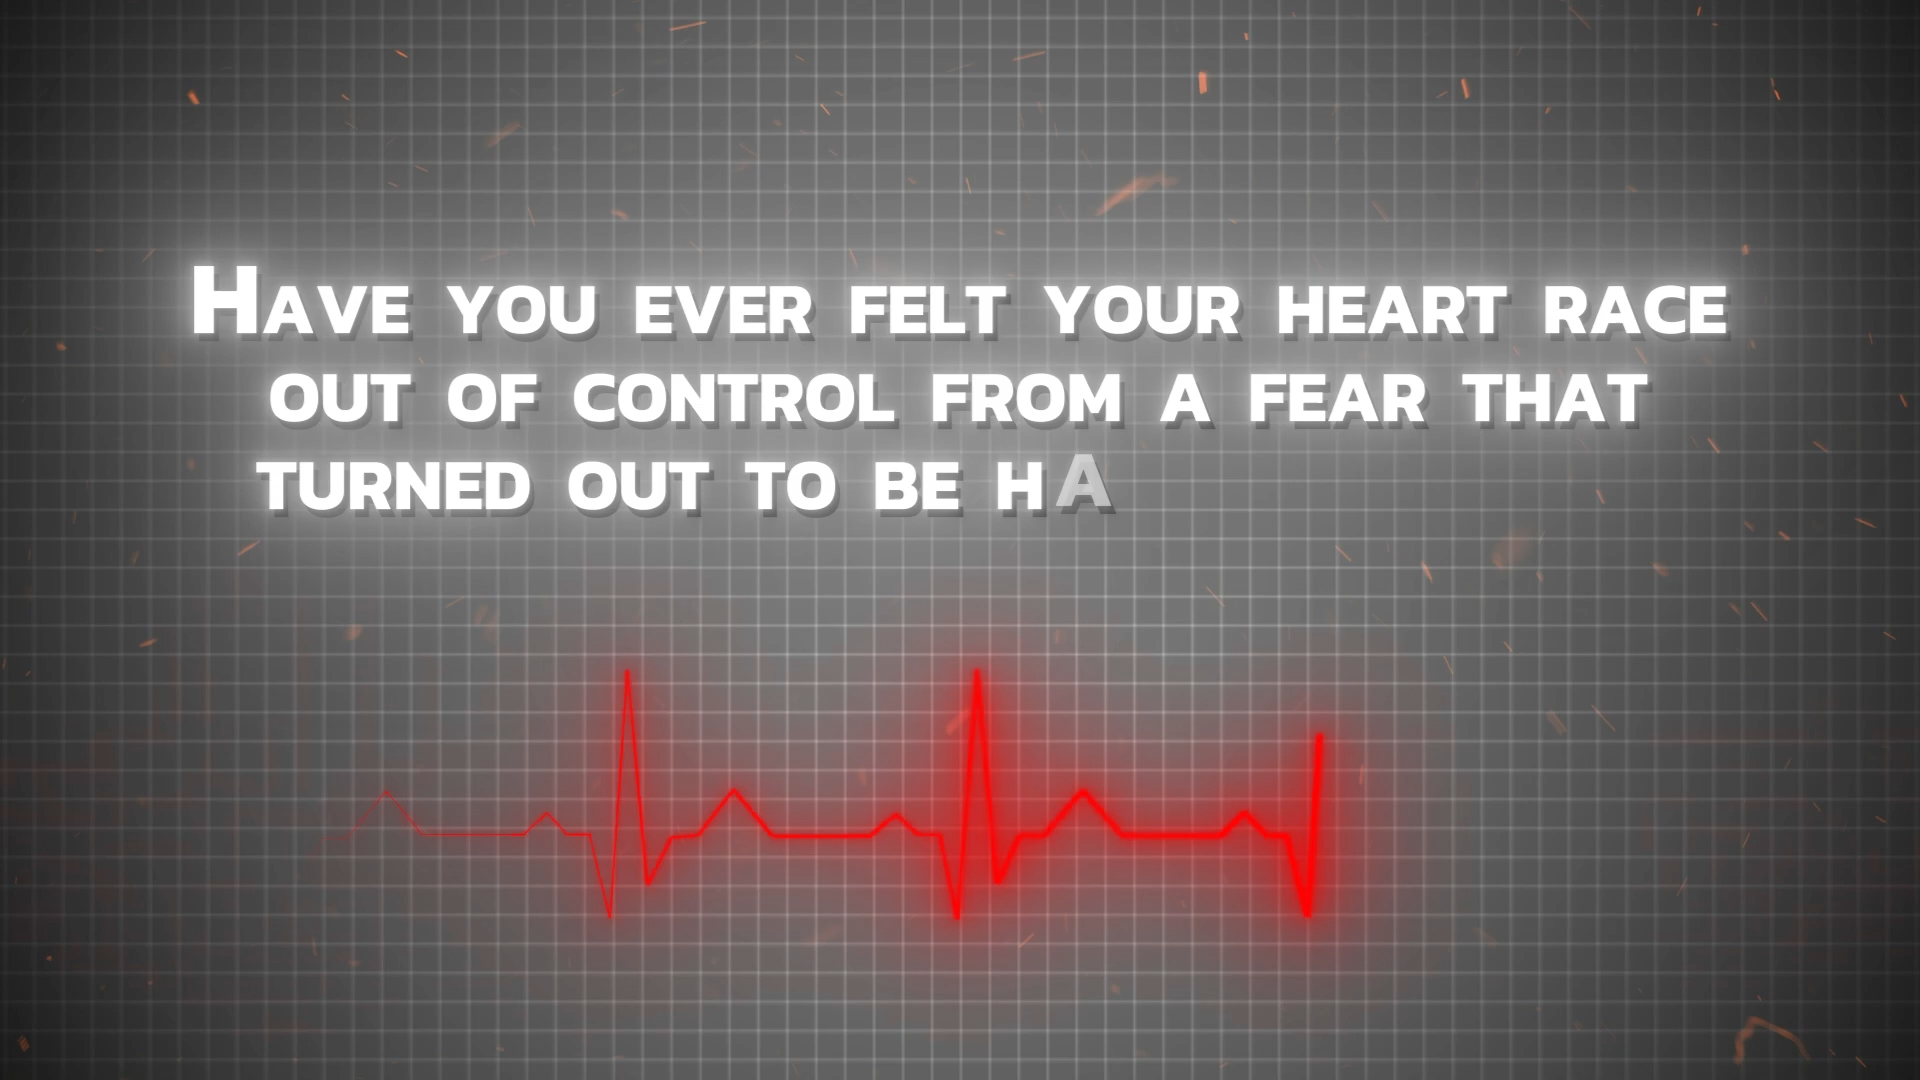 Have you ever felt your heart race
out of control from a fear that
turned out to be ha